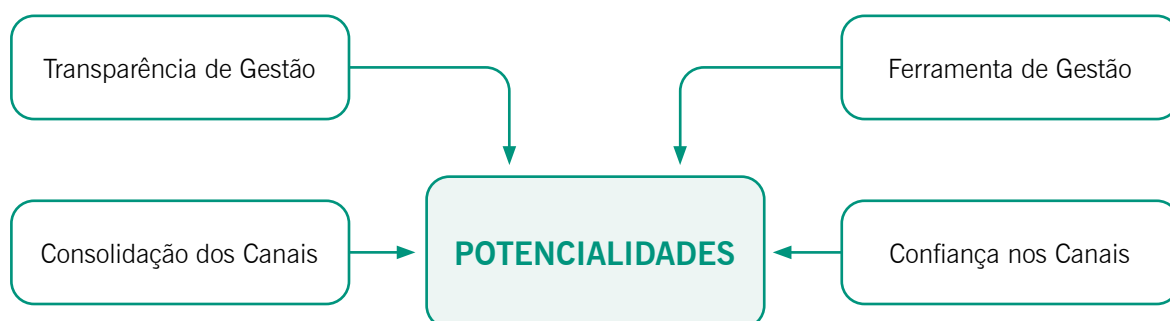 Transparência de Gestão
Ferramenta de Gestão
Consolidação dos Canais
POTENCIALIDADES
Confiança nos Canais